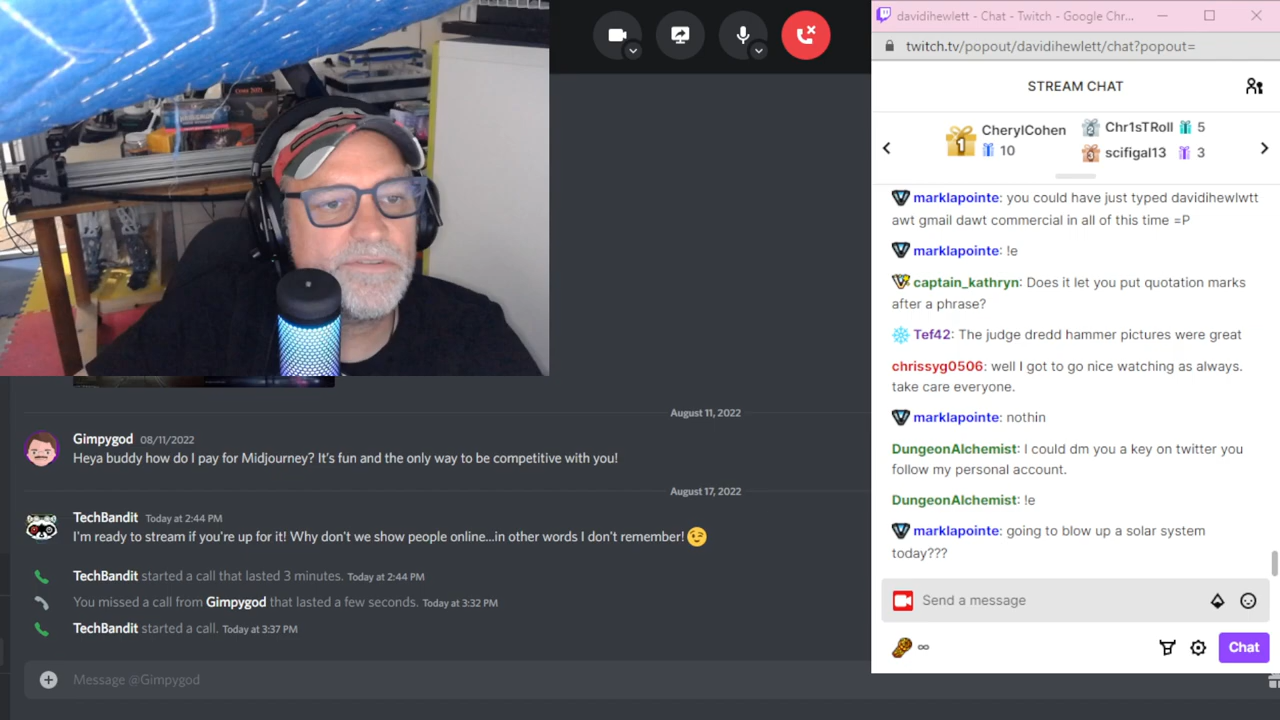 davidihewlett - Chat - Twitch - Google Chr...
twitch.tv/popout/davidihewlett/chat?popout=
STREAM CHAT
1
CherylCohen
10
2
Chr1sTRoll 5
3
scifigal13 3
marklapointe: you could have just typed davidihewlwtt
awt gmail dawt commercial in all of this time =P
marklapointe: !e
captain_kathryn: Does it let you put quotation marks
after a phrase?
Tef42: The judge dredd hammer pictures were great
chrissyg0506: well I got to go nice watching as always.
take care everyone.
marklapointe: nothin
DungeonAlchemist: I could dm you a key on twitter you
follow my personal account.
DungeonAlchemist: !e
marklapointe: going to blow up a solar system
today???
Send a message
∞
Chat
August 11, 2022
Gimpygod 08/11/2022
Heya buddy how do I pay for Midjourney? It's fun and the only way to be competitive with you!
August 17, 2022
TechBandit Today at 2:44 PM
I'm ready to stream if you're up for it! Why don't we show people online...in other words I don't remember! 😉
TechBandit started a call that lasted 3 minutes. Today at 2:44 PM
You missed a call from Gimpygod that lasted a few seconds. Today at 3:32 PM
TechBandit started a call. Today at 3:37 PM
Message @Gimpygod